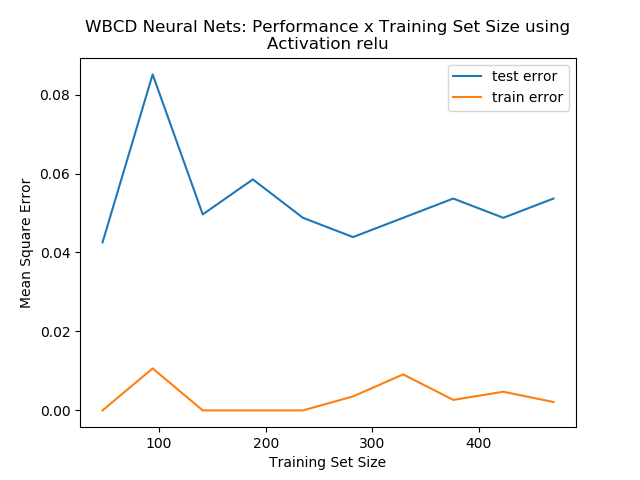 WBCD Neural Nets: Performance x Training Set Size using
Activation relu
test error
train error
0.08
0.06
0.04
0.02
0.00
Mean Square Error
100
200
300
400
Training Set Size